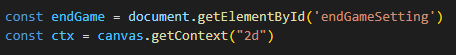 const endGame = document.getElementById('endGameSetting')
const ctx = canvas.getContext("2d")